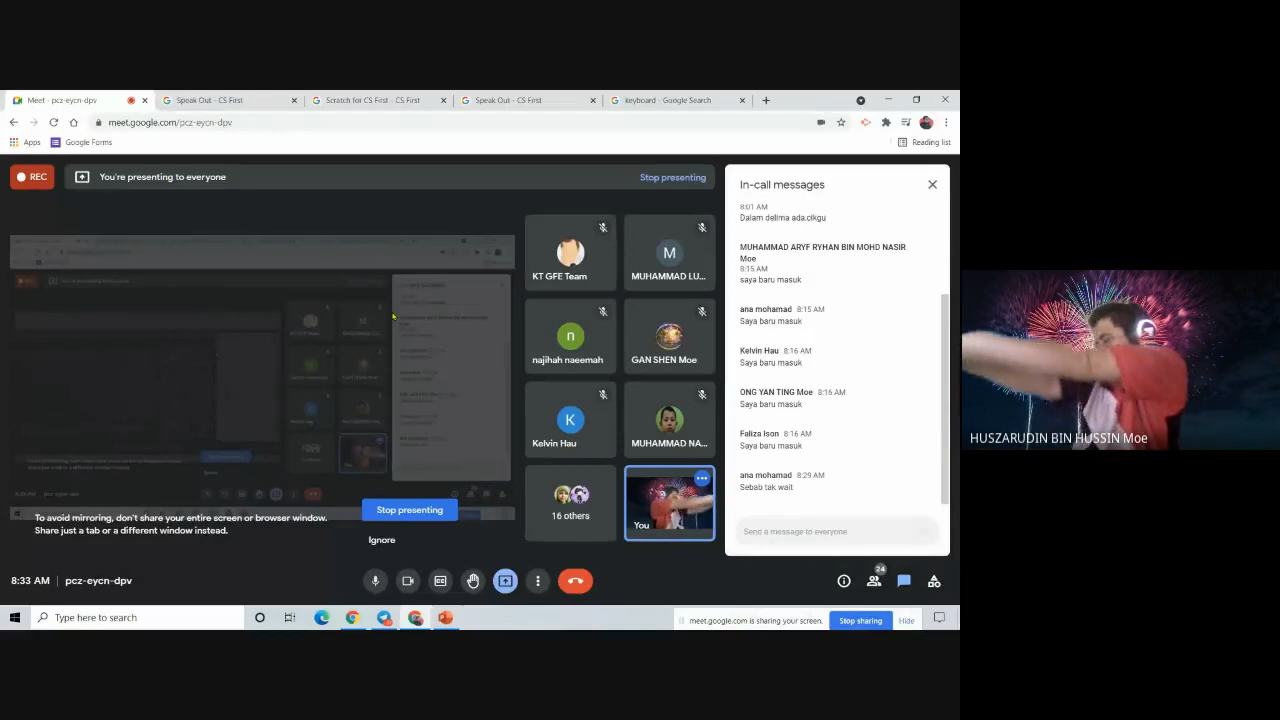 Meet - pcz-eycn-dpv
Speak Out - CS First
Scratch for CS First - CS First
Speak Out - CS First
keyboard - Google Search
meet.google.com/pcz-eycn-dpv
Apps
Google Forms
Reading list
REC
You're presenting to everyone
Stop presenting
In-call messages
8:01 AM
Dalam delima ada.cikgu
MUHAMMAD ARYF RYHAN BIN MOHD NASIR
Moe
8:15 AM
saya baru masuk
ana mohamad 8:15 AM
Saya baru masuk
Kelvin Hau 8:16 AM
Saya baru masuk
ONG YAN TING Moe 8:16 AM
Saya baru masuk
Faliza Ison 8:16 AM
Saya baru masuk
ana mohamad 8:29 AM
Sebab tak wait
Send a message to everyone
KT GFE Team
M
MUHAMMAD LU...
n
najihah naeemah
GAN SHEN Moe
K
Kelvin Hau
MUHAMMAD NA...
16 others
You
To avoid mirroring, don't share your entire screen or browser window.
Share just a tab or a different window instead.
Stop presenting
Ignore
8:33 AM | pcz-eycn-dpv
24
Type here to search
meet.google.com is sharing your screen.
Stop sharing
Hide
HUSZARUDIN BIN HUSSIN Moe